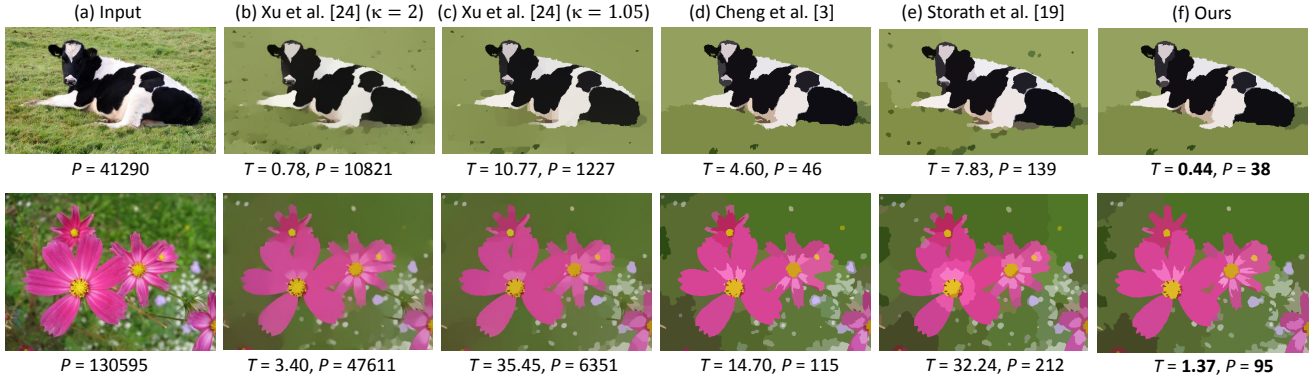 (a) Input (b) Xu et al. [24] (κ = 2) (c) Xu et al. [24] (κ = 1.05) (d) Cheng et al. [3] (e) Storath et al. [19] (f) Ours
P = 41290 T = 0.78, P = 10821 T = 10.77, P = 1227 T = 4.60, P = 46 T = 7.83, P = 139 T = 0.44, P = 38
P = 130595 T = 3.40, P = 47611 T = 35.45, P = 6351 T = 14.70, P = 115 T = 32.24, P = 212 T = 1.37, P = 95